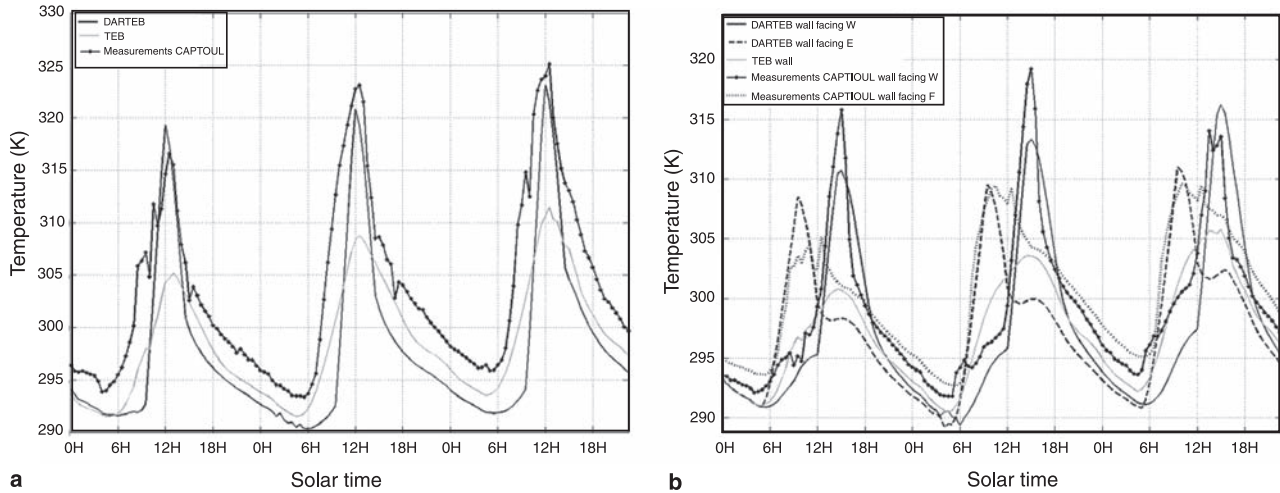 DARTEB
TEB
Measurements CAPTOUL
330
325
320
315
310
305
300
295
290
Temperature (K)
0H 6H 12H 18H 0H 6H 12H 18H 0H 6H 12H 18H
Solar time
a
DARTEB wall facing W
DARTEB wall facing E
TEB wall
Measurements CAPTIOUL wall facing W
Measurements CAPTIOUL wall facing F
320
315
310
305
300
295
290
Temperature (K)
0H 6H 12H 18H 0H 6H 12H 18H 0H 6H 12H 18H
Solar time
b